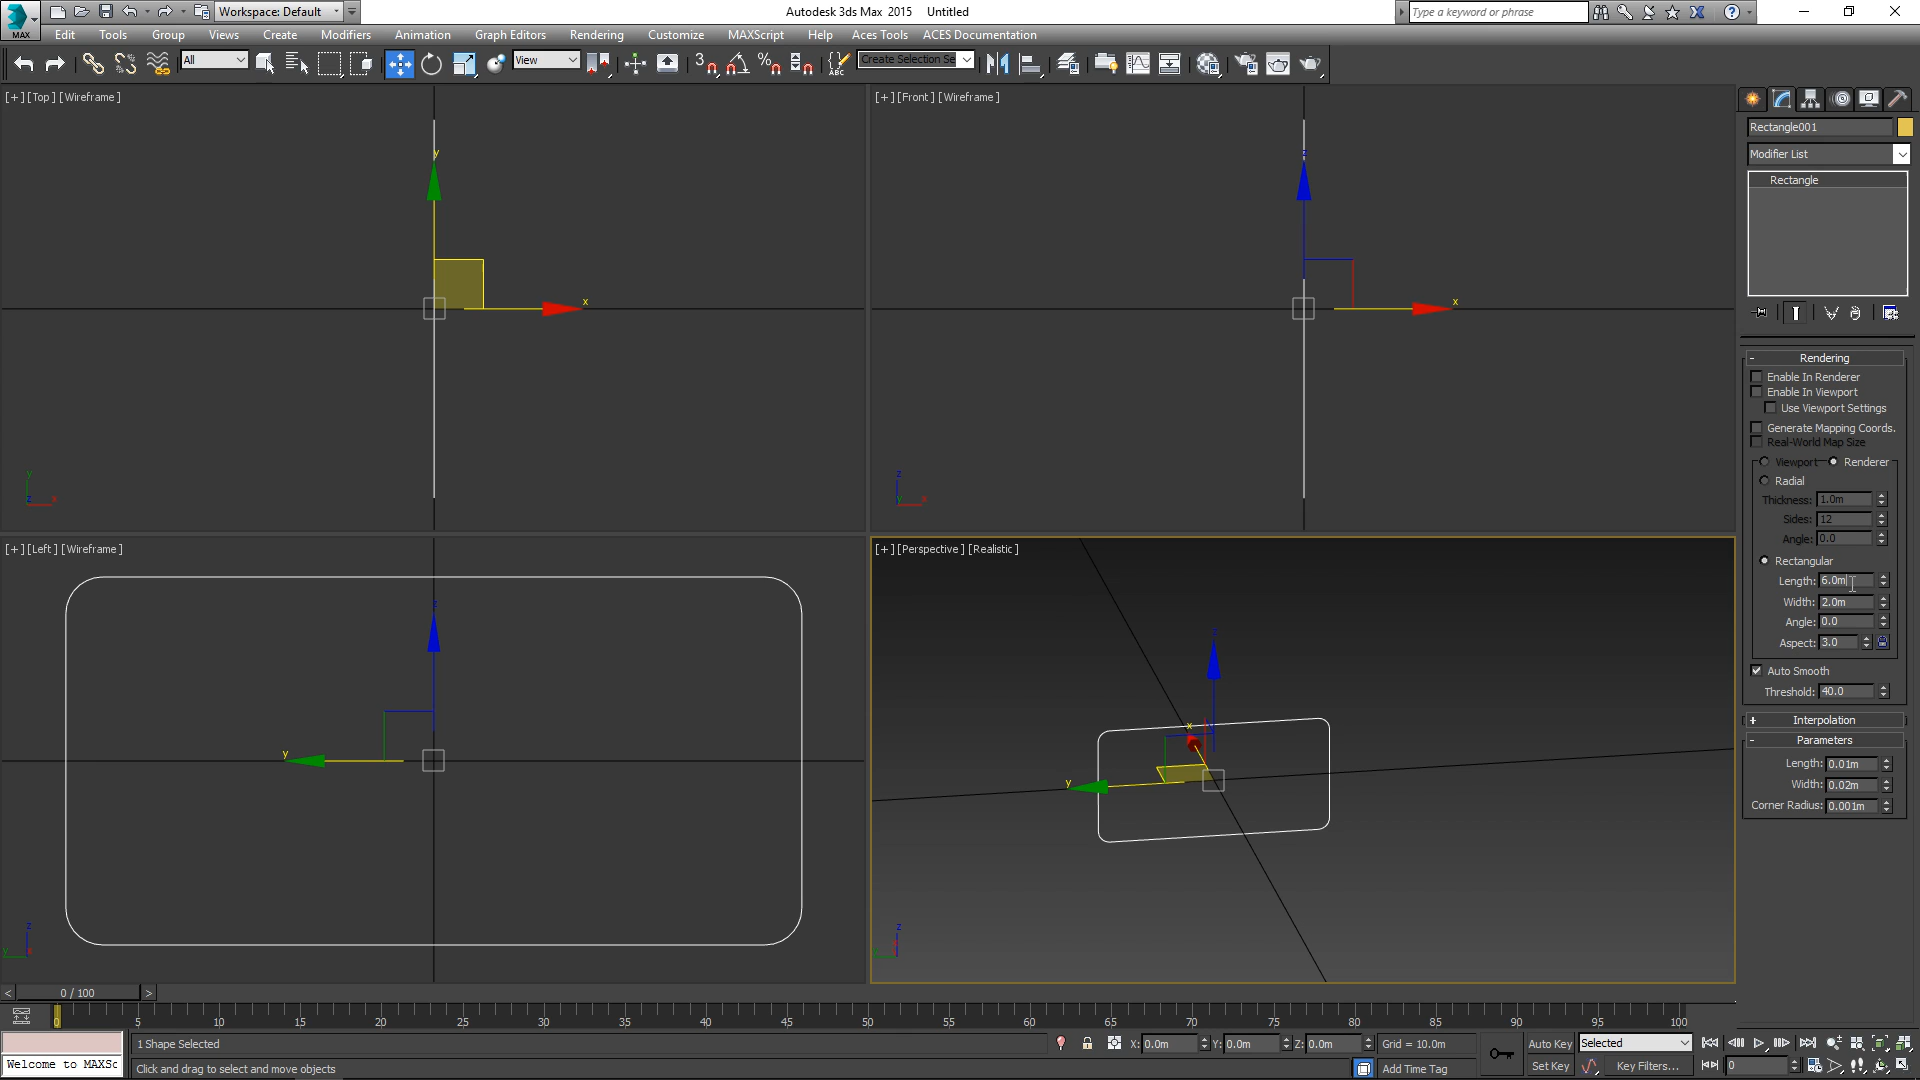 Workspace: Default
Autodesk 3ds Max 2015 Untitled
Type a keyword or phrase
MAX
Edit Tools Group Views Create Modifiers Animation Graph Editors Rendering Customize MAXScript Help Aces Tools ACES Documentation
All
View
3
%
ABC
Create Selection Se
[+][Top][Wireframe]
y
x
y
z x
[+][Front][Wireframe]
z
x
z
y x
[+][Left][Wireframe]
z
y
z
y x
[+][Perspective][Realistic]
z
x
y
z
Rectangle001
Modifier List
Rectangle
- Rendering
Enable In Renderer
Enable In Viewport
Use Viewport Settings
Generate Mapping Coords.
Real-World Map Size
Viewport Renderer
Radial
Thickness: 1.0m
Sides: 12
Angle: 0.0
Rectangular
Length: 6.0m
Width: 2.0m
Angle: 0.0
Aspect: 3.0
Auto Smooth
Threshold: 40.0
+ Interpolation
- Parameters
Length: 0.01m
Width: 0.02m
Corner Radius: 0.001m
< 0 / 100 >
0 5 10 15 20 25 30 35 40 45 50 55 60 65 70 75 80 85 90 95 100
1 Shape Selected
X: 0.0m Y: 0.0m Z: 0.0m Grid = 10.0m
Auto Key Selected
Welcome to MAXSc
Click and drag to select and move objects
Add Time Tag
Set Key Key Filters...
0